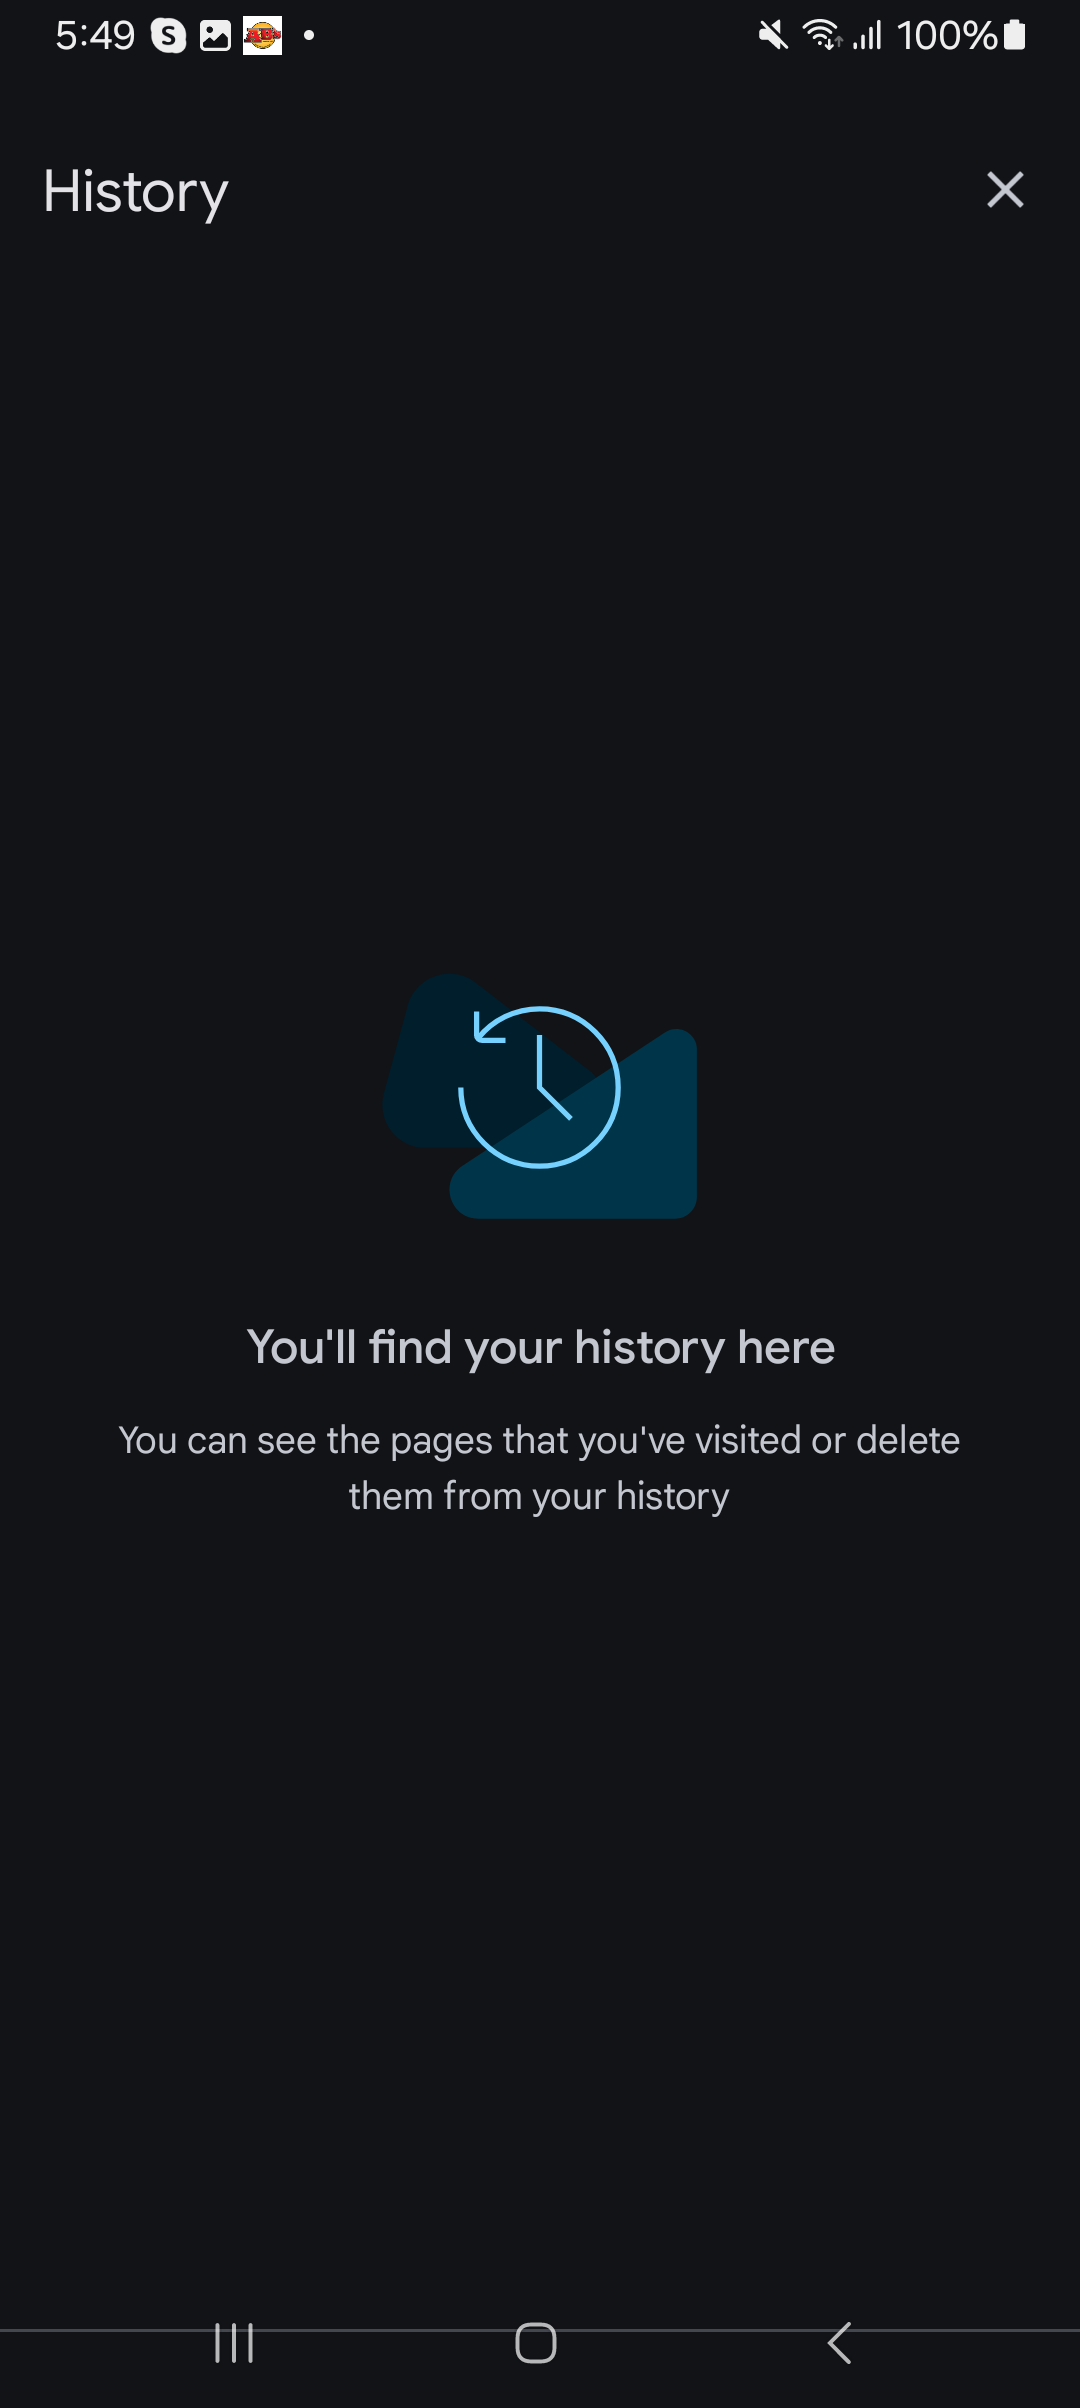 5:49 S AB's 100%
History
You'll find your history here
You can see the pages that you've visited or delete
them from your history